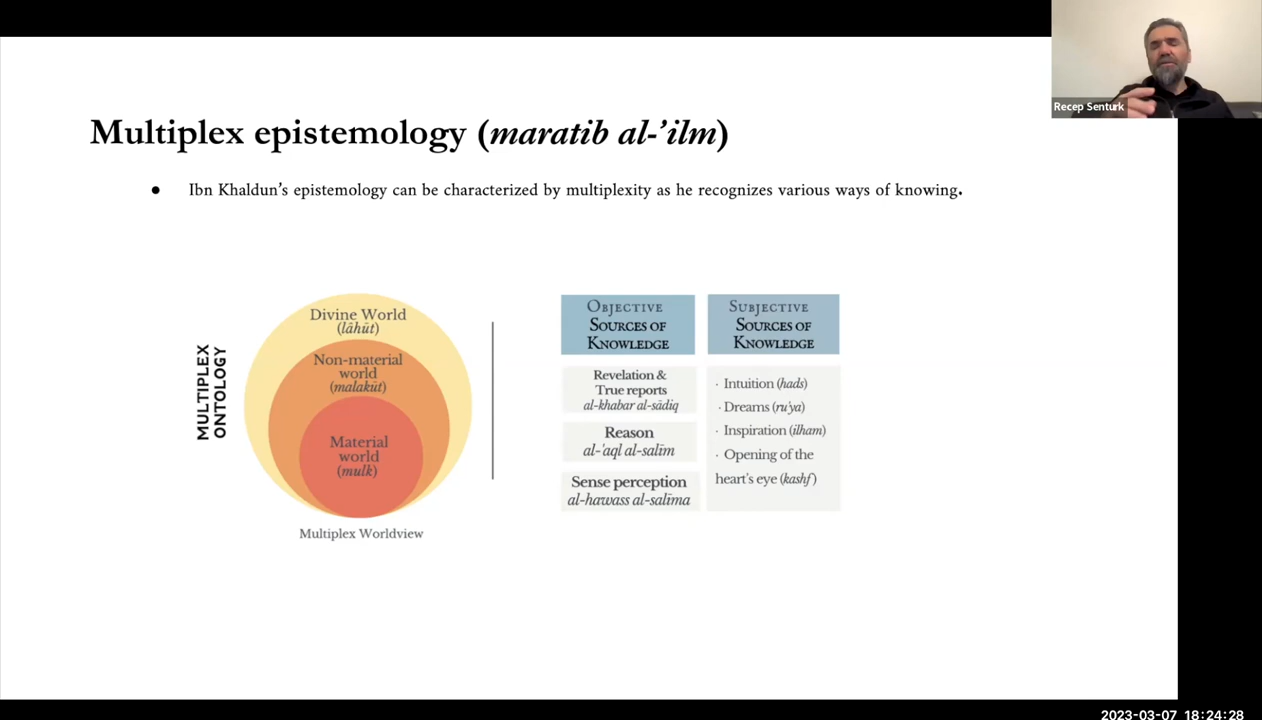 Recep Senturk
Multiplex epistemology (maratib al-'ilm)
● Ibn Khaldun's epistemology can be characterized by multiplexity as he recognizes various ways of knowing.
MULTIPLEX
ONTOLOGY
Divine World
(lāhūt)
Non-material
world
(malakūt)
Material
world
(mulk)
Multiplex Worldview
OBJECTIVE
SOURCES OF
KNOWLEDGE
Revelation &
True reports
al-khabar al-sādiq
Reason
al-'aql al-salīm
Sense perception
al-hawass al-salīma
SUBJECTIVE
SOURCES OF
KNOWLEDGE
· Intuition (hads)
· Dreams (ru'ya)
· Inspiration (ilham)
· Opening of the
heart's eye (kashf)
2023-03-07 18:24:28